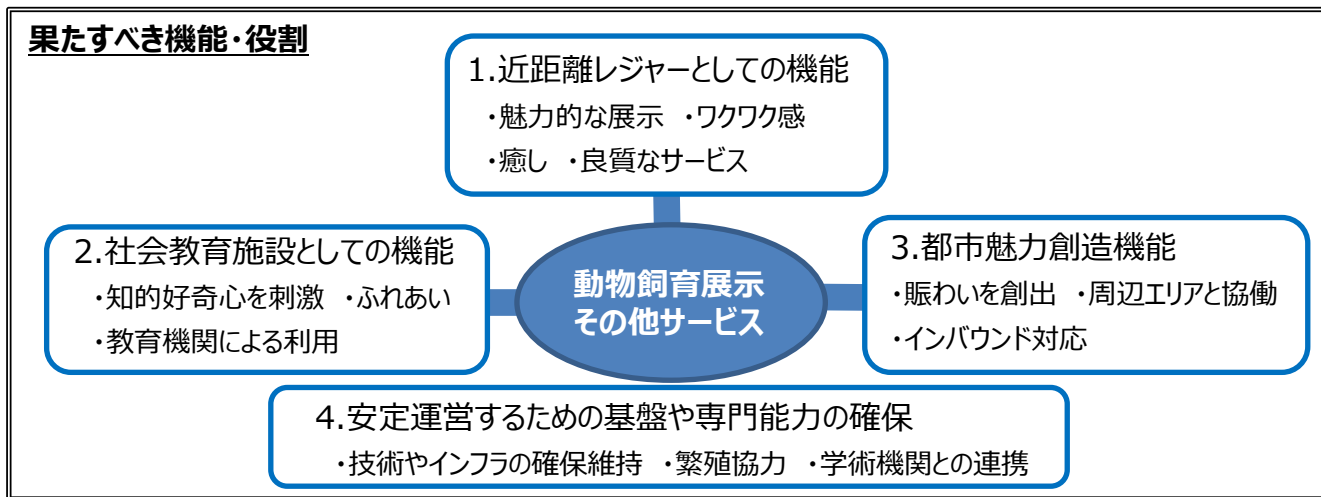 果たすべき機能・役割
1.近距離レジャーとしての機能
・魅力的な展示 ・ワクワク感
・癒し ・良質なサービス
2.社会教育施設としての機能
・知的好奇心を刺激 ・ふれあい
・教育機関による利用
動物飼育展示
その他サービス
3.都市魅力創造機能
・賑わいを創出 ・周辺エリアと協働
・インバウンド対応
4.安定運営するための基盤や専門能力の確保
・技術やインフラの確保維持 ・繁殖協力 ・学術機関との連携